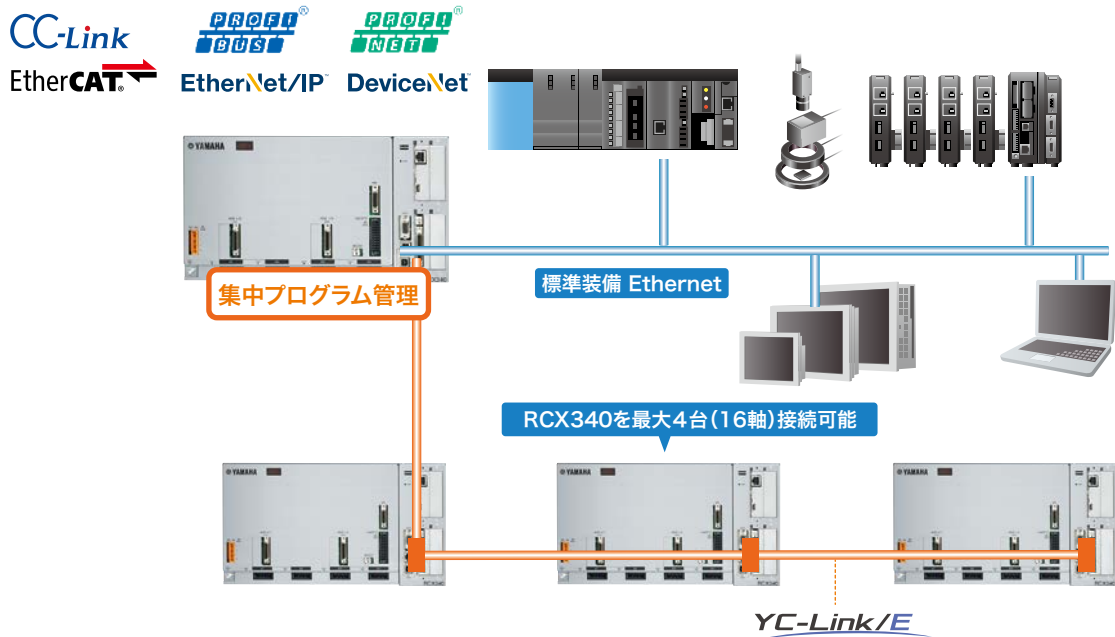 CC-Link
PROFI BUS ®
PROFI NET ®
EtherCAT®
EtherNet/IP™
DeviceNet™
YAMAHA
集中プログラム管理
標準装備 Ethernet
RCX340を最大4台(16軸)接続可能
YAMAHA
YAMAHA
YAMAHA
YC-Link/E